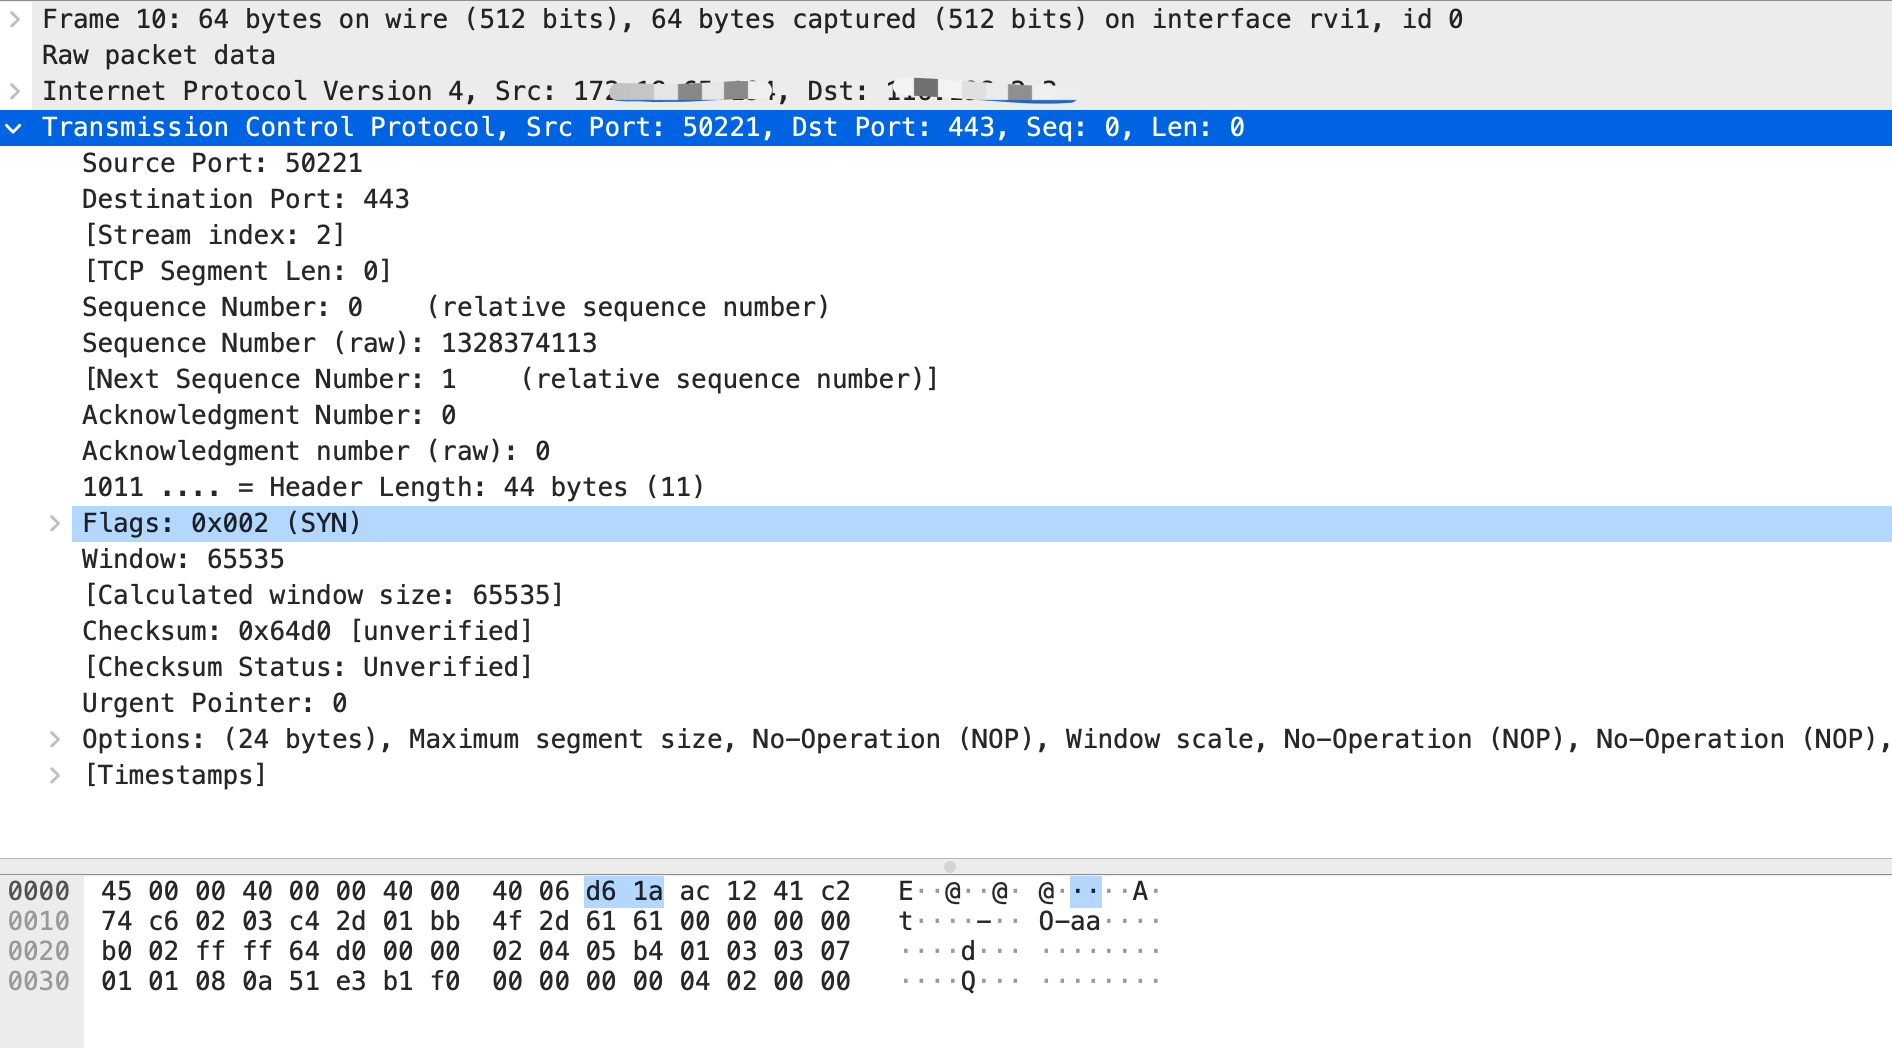 Frame 10: 64 bytes on wire (512 bits), 64 bytes captured (512 bits) on interface rvi1, id 0
Raw packet data
Internet Protocol Version 4, Src: , Dst:
Transmission Control Protocol, Src Port: 50221, Dst Port: 443, Seq: 0, Len: 0
Source Port: 50221
Destination Port: 443
[Stream index: 2]
[TCP Segment Len: 0]
Sequence Number: 0    (relative sequence number)
Sequence Number (raw): 1328374113
[Next Sequence Number: 1    (relative sequence number)]
Acknowledgment Number: 0
Acknowledgment number (raw): 0
1011 .... = Header Length: 44 bytes (11)
Flags: 0x002 (SYN)
Window: 65535
[Calculated window size: 65535]
Checksum: 0x64d0 [unverified]
[Checksum Status: Unverified]
Urgent Pointer: 0
Options: (24 bytes), Maximum segment size, No-Operation (NOP), Window scale, No-Operation (NOP), No-Operation (NOP),
[Timestamps]
0000  45 00 00 40 00 00 40 00  40 06 d6 1a ac 12 41 c2  E··@··@· @·····A·
0010  74 c6 02 03 c4 2d 01 bb  4f 2d 61 61 00 00 00 00  t····-·· O-aa····
0020  b0 02 ff ff 64 d0 00 00  02 04 05 b4 01 03 03 07  ····d··· ········
0030  01 01 08 0a 51 e3 b1 f0  00 00 00 00 04 02 00 00  ····Q··· ········